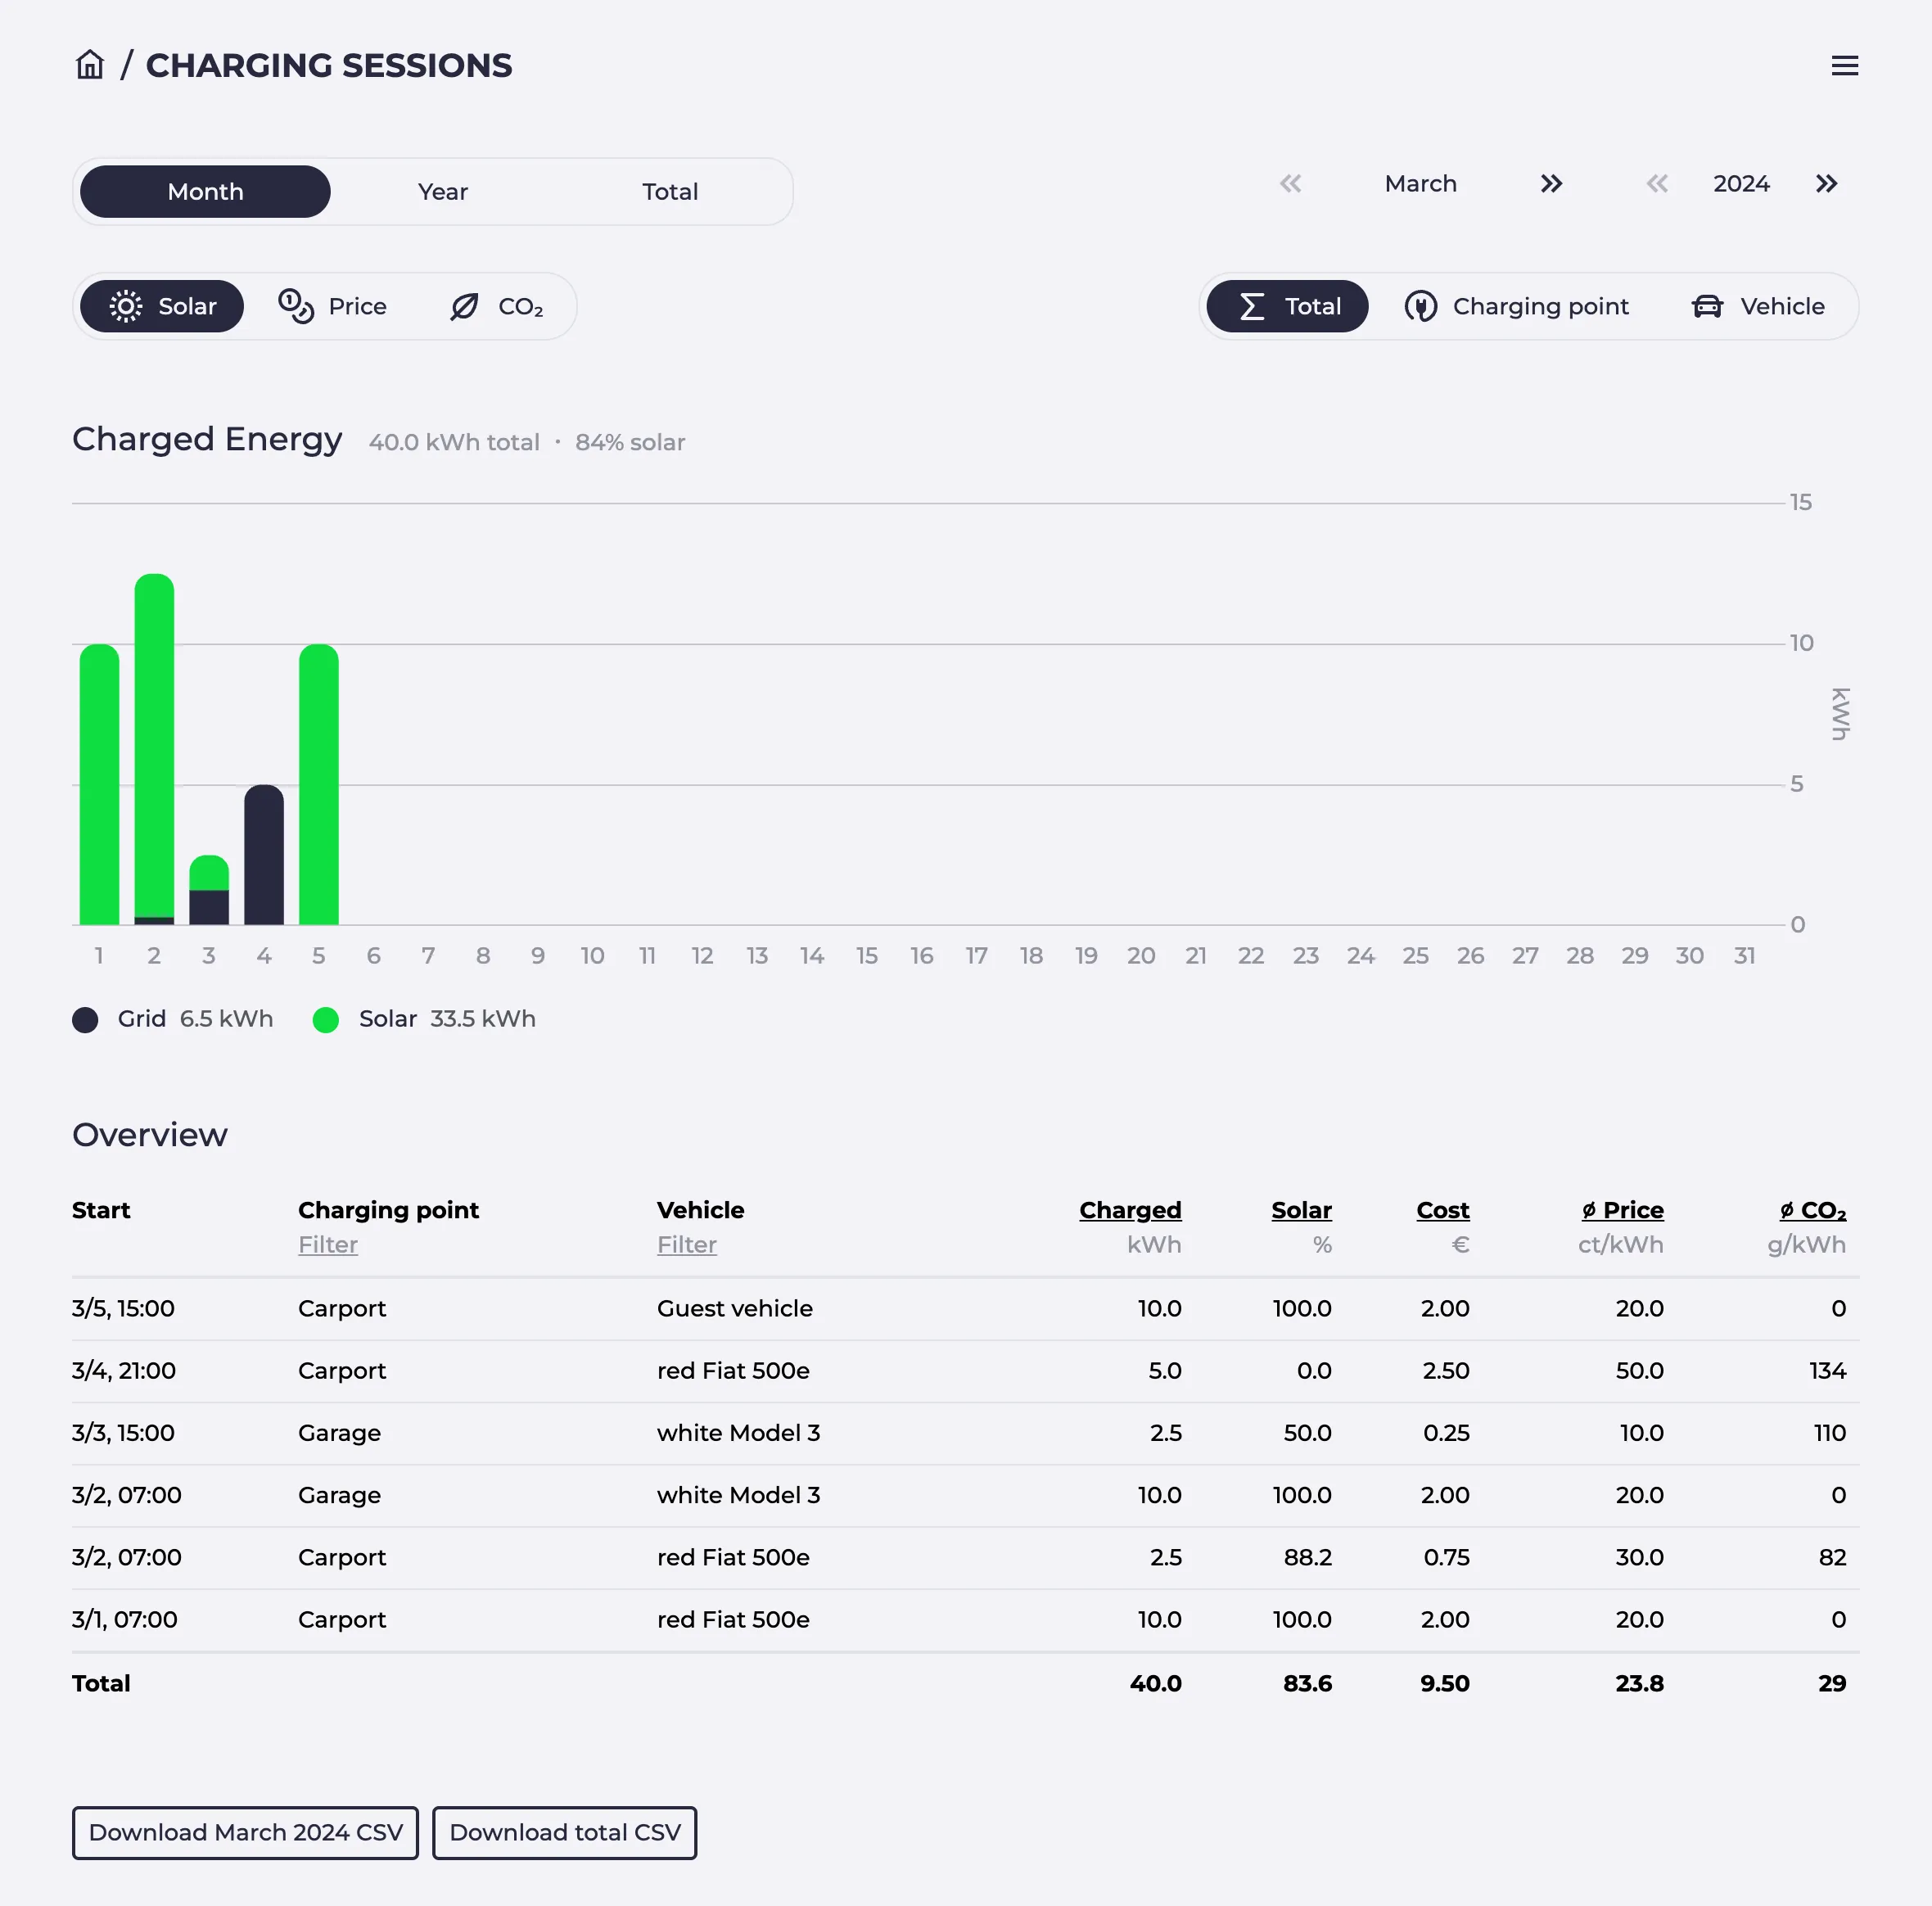 / CHARGING SESSIONS
Month Year Total
March 2024
Solar Price CO₂
Total Charging point Vehicle
Charged Energy 40.0 kWh total · 84% solar
15
10
kWh
5
0
1 2 3 4 5 6 7 8 9 10 11 12 13 14 15 16 17 18 19 20 21 22 23 24 25 26 27 28 29 30 31
Grid 6.5 kWh Solar 33.5 kWh
Overview
Start Charging point Vehicle Charged Solar Cost ø Price ø CO₂
Filter Filter kWh % € ct/kWh g/kWh
3/5, 15:00 Carport Guest vehicle 10.0 100.0 2.00 20.0 0
3/4, 21:00 Carport red Fiat 500e 5.0 0.0 2.50 50.0 134
3/3, 15:00 Garage white Model 3 2.5 50.0 0.25 10.0 110
3/2, 07:00 Garage white Model 3 10.0 100.0 2.00 20.0 0
3/2, 07:00 Carport red Fiat 500e 2.5 88.2 0.75 30.0 82
3/1, 07:00 Carport red Fiat 500e 10.0 100.0 2.00 20.0 0
Total 40.0 83.6 9.50 23.8 29
Download March 2024 CSV Download total CSV